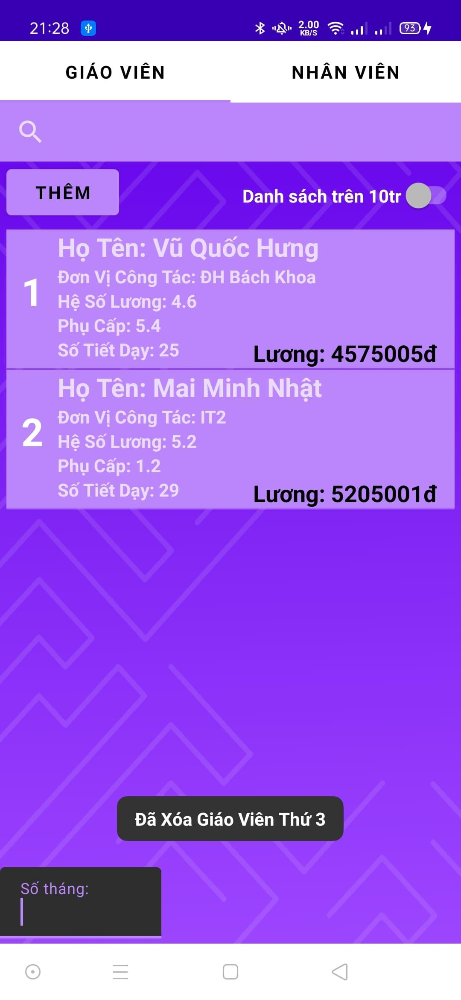 21:28
2.00
KB/S
93
GIÁO VIÊN
NHÂN VIÊN
THÊM
Danh sách trên 10tr
1
Họ Tên: Vũ Quốc Hưng
Đơn Vị Công Tác: ĐH Bách Khoa
Hệ Số Lương: 4.6
Phụ Cấp: 5.4
Số Tiết Dạy: 25
Lương: 4575005đ
2
Họ Tên: Mai Minh Nhật
Đơn Vị Công Tác: IT2
Hệ Số Lương: 5.2
Phụ Cấp: 1.2
Số Tiết Dạy: 29
Lương: 5205001đ
Đã Xóa Giáo Viên Thứ 3
Số tháng: